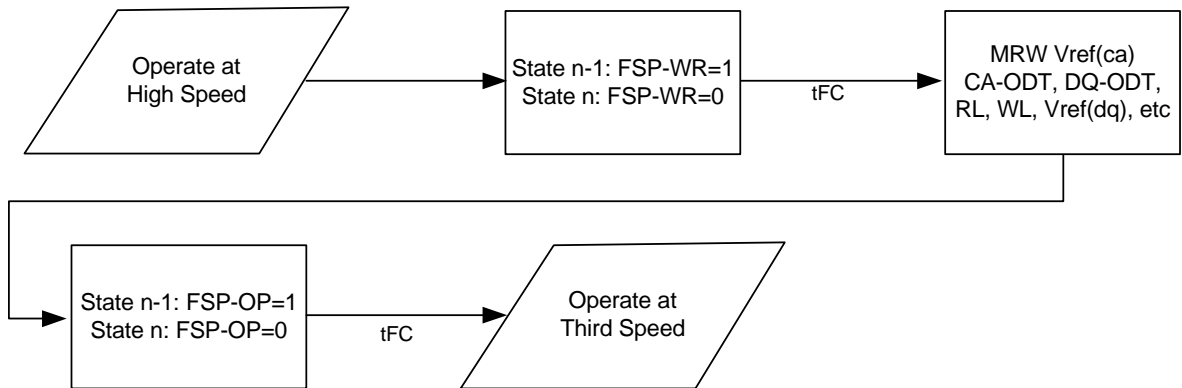 Operate at
High Speed
State n-1: FSP-WR=1
State n: FSP-WR=0
tFC
MRW Vref(ca)
CA-ODT, DQ-ODT,
RL, WL, Vref(dq), etc
State n-1: FSP-OP=1
State n: FSP-OP=0
tFC
Operate at
Third Speed